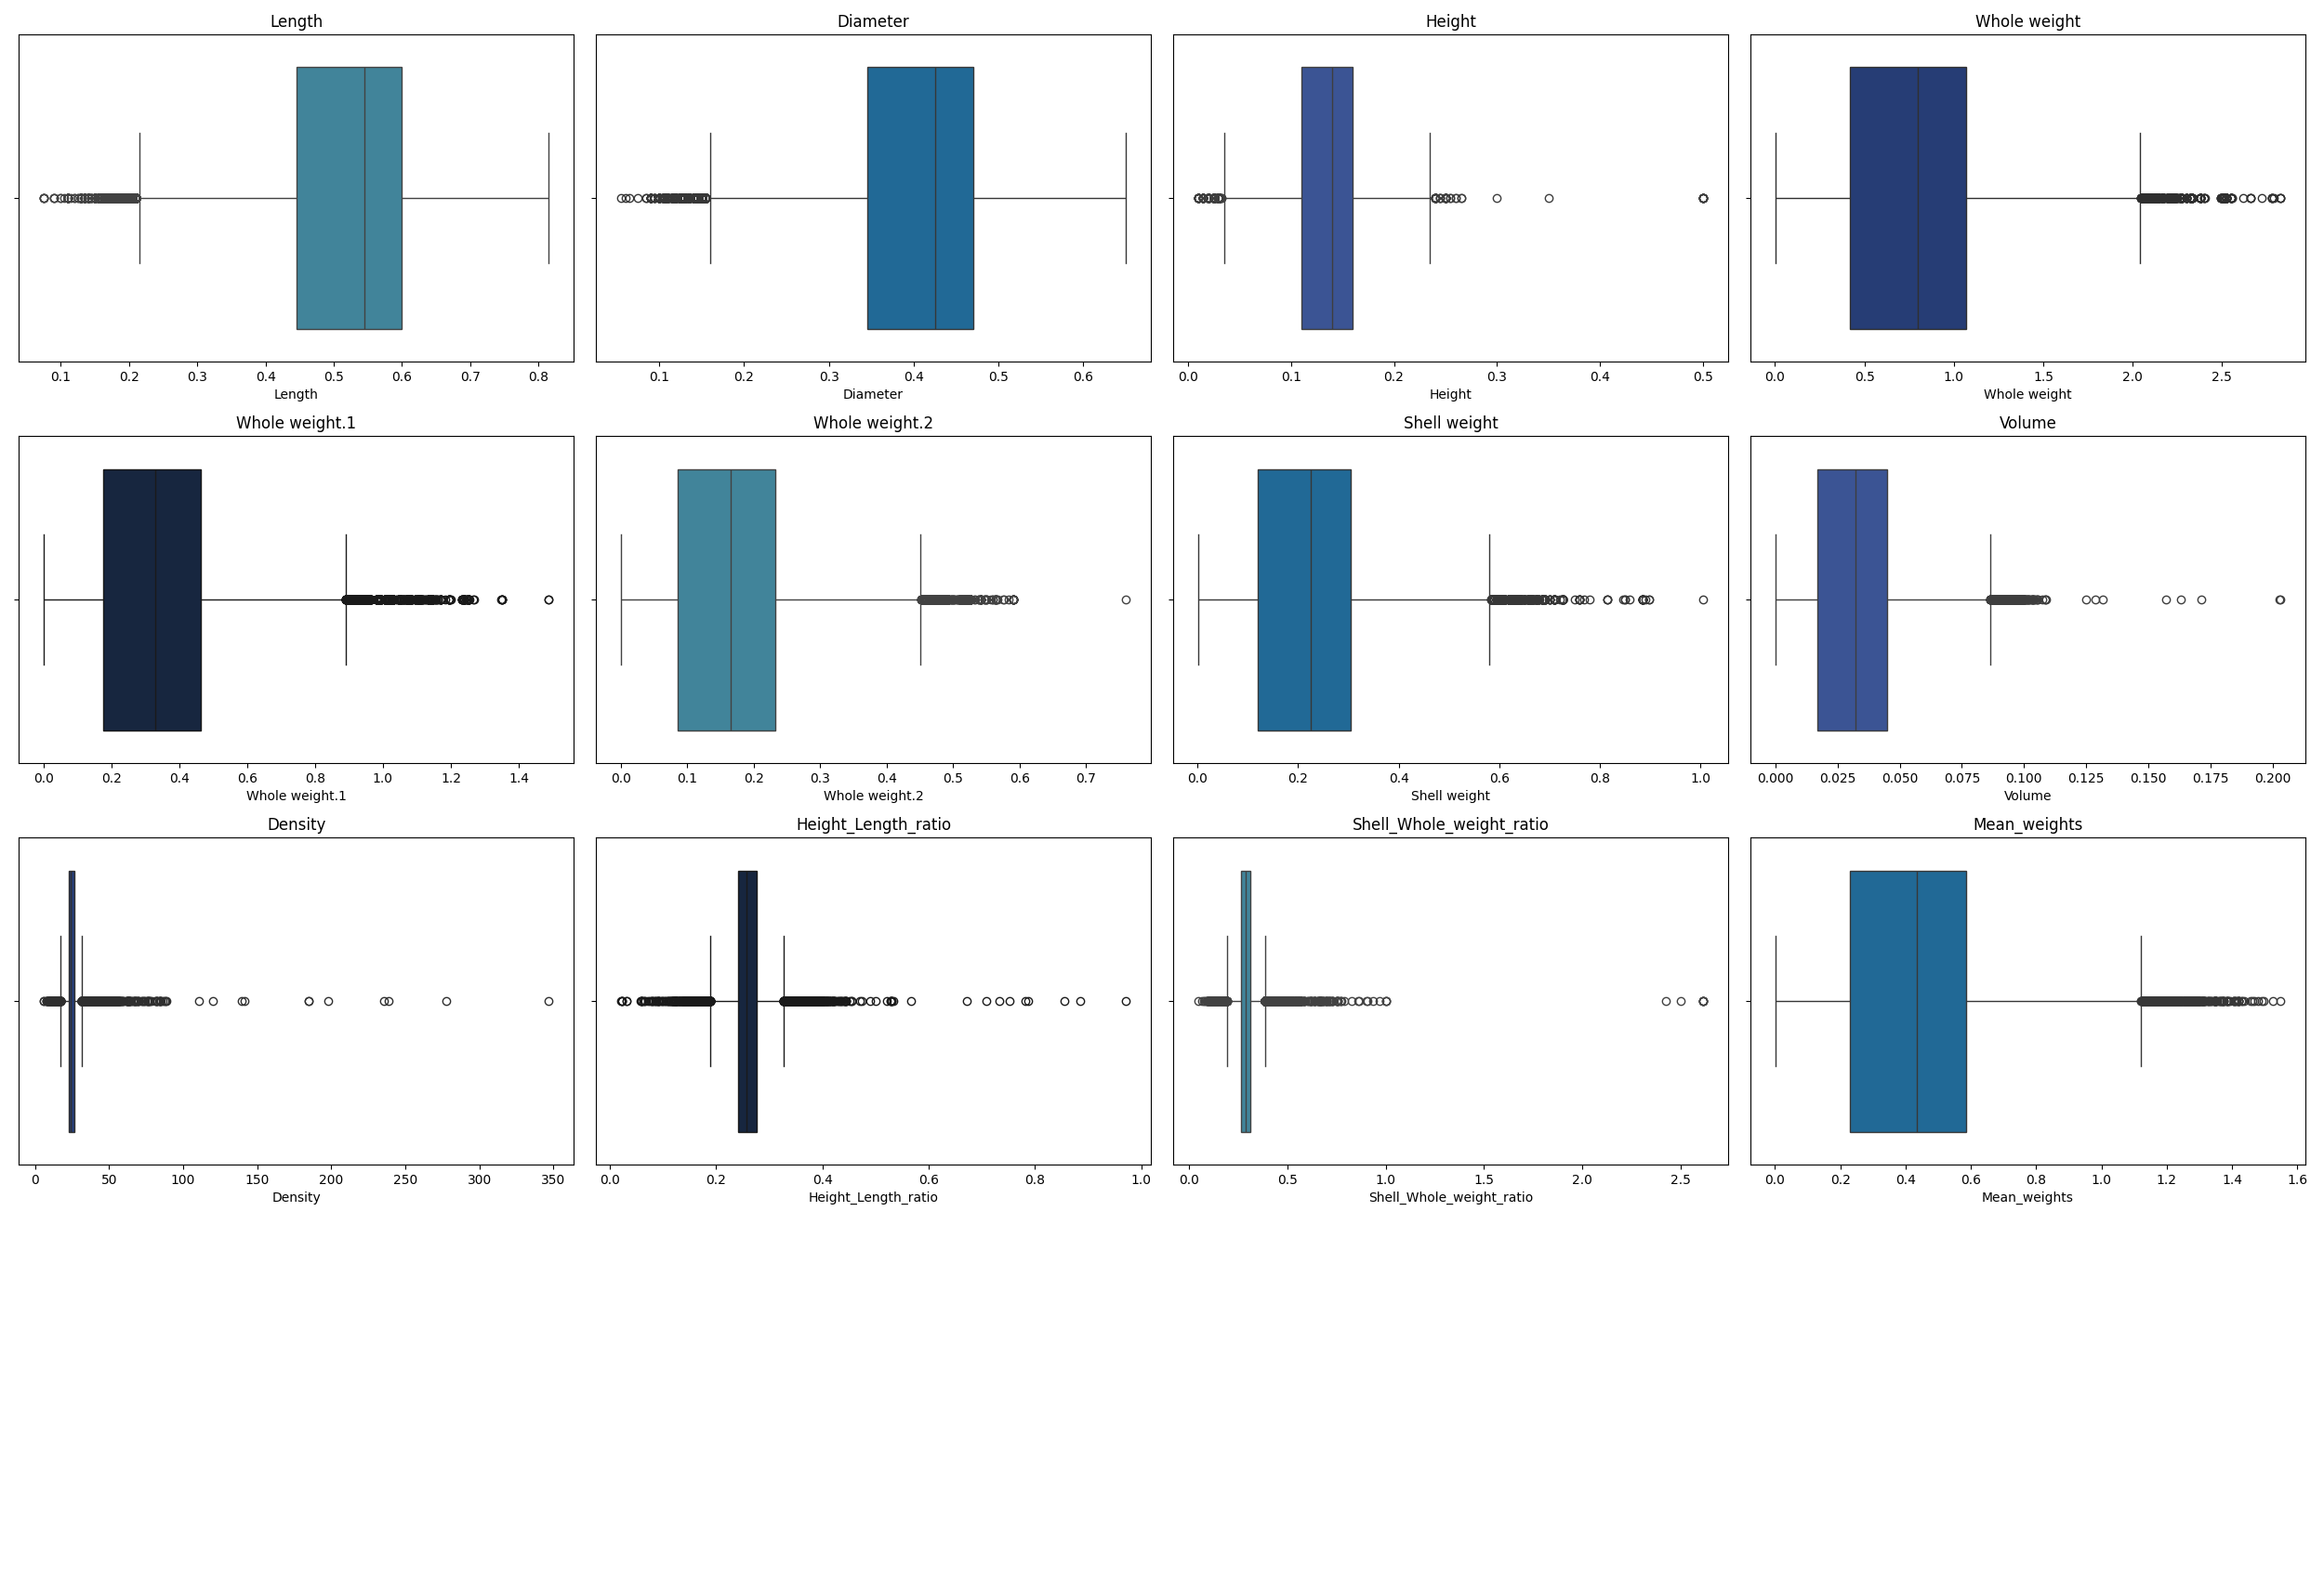 Length Diameter Height Whole weight
0.1 0.2 0.3 0.4 0.5 0.6 0.7 0.8 0.1 0.2 0.3 0.4 0.5 0.6 0.0 0.1 0.2 0.3 0.4 0.5 0.0 0.5 1.0 1.5 2.0 2.5
Length Diameter Height Whole weight
Whole weight.1 Whole weight.2 Shell weight Volume
0.0 0.2 0.4 0.6 0.8 1.0 1.2 1.4 0.0 0.1 0.2 0.3 0.4 0.5 0.6 0.7 0.0 0.2 0.4 0.6 0.8 1.0 0.000 0.025 0.050 0.075 0.100 0.125 0.150 0.175 0.200
Whole weight.1 Whole weight.2 Shell weight Volume
Density Height_Length_ratio Shell_Whole_weight_ratio Mean_weights
0 50 100 150 200 250 300 350 0.0 0.2 0.4 0.6 0.8 1.0 0.0 0.5 1.0 1.5 2.0 2.5 0.0 0.2 0.4 0.6 0.8 1.0 1.2 1.4 1.6
Density Height_Length_ratio Shell_Whole_weight_ratio Mean_weights